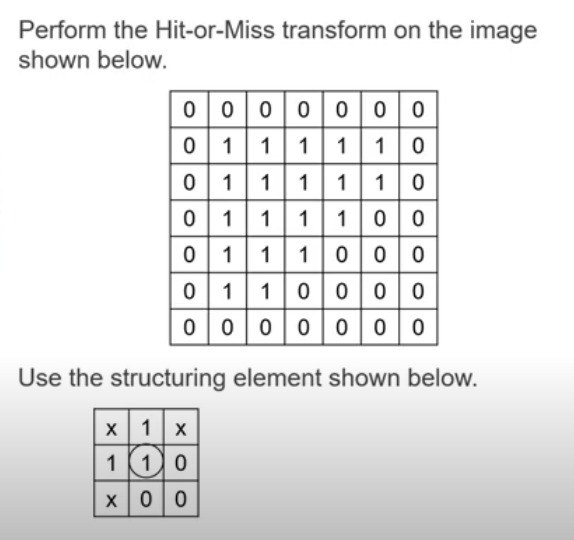 Perform the Hit-or-Miss transform on the image
shown below.
0 0 0 0 0 0 0
0 1 1 1 1 1 0
0 1 1 1 1 1 0
0 1 1 1 1 0 0
0 1 1 1 0 0 0
0 1 1 0 0 0 0
0 0 0 0 0 0 0
Use the structuring element shown below.
x 1 x
1 1 0
x 0 0